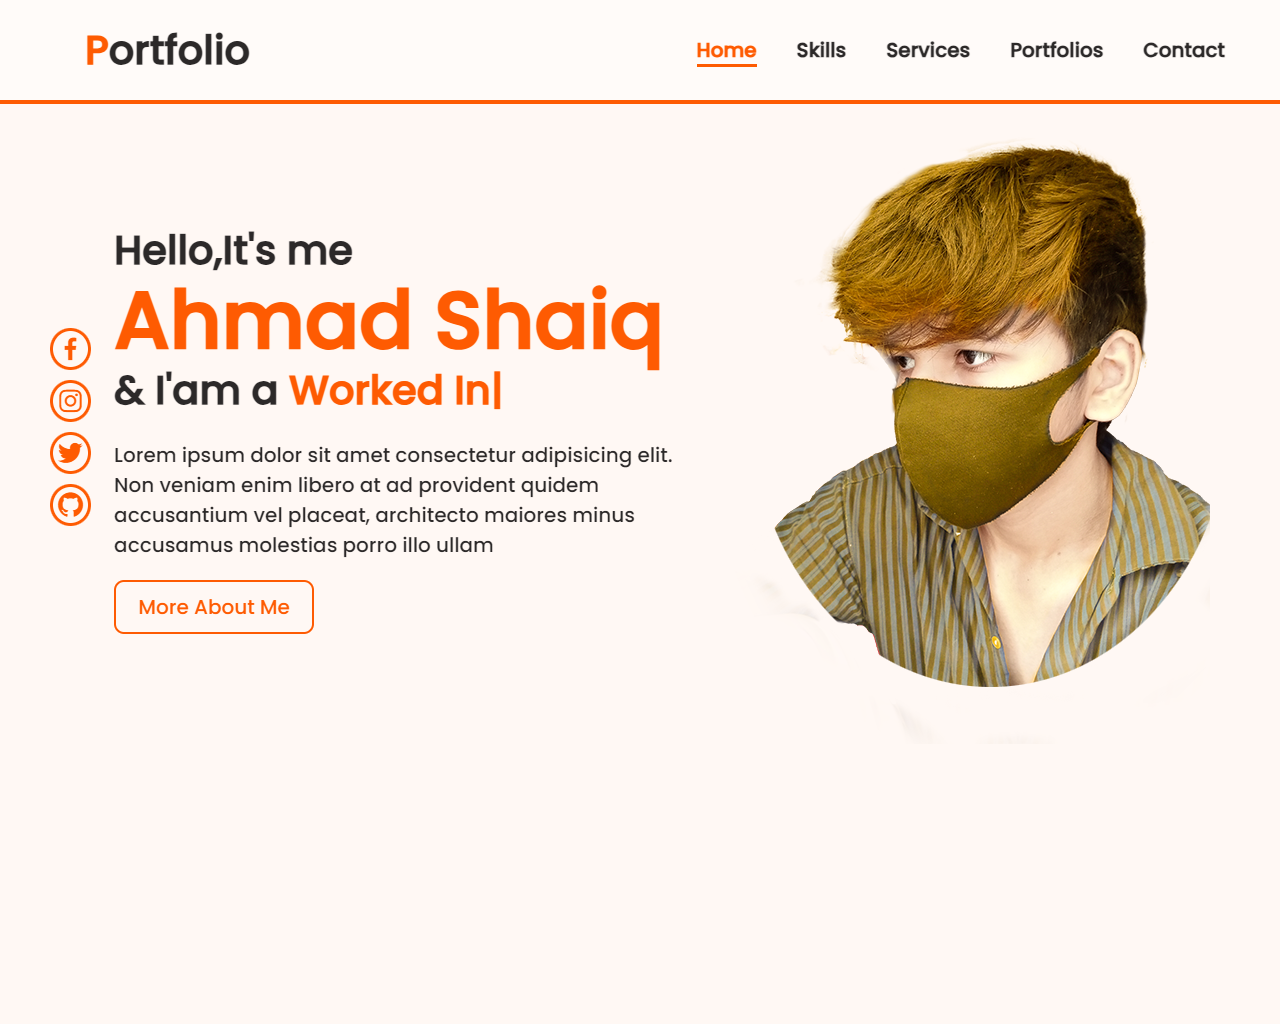 Portfolio
Home Skills Services Portfolios Contact
Hello,It's me
Ahmad Shaiq
& I'am a Worked In|
Lorem ipsum dolor sit amet consectetur adipisicing elit.
Non veniam enim libero at ad provident quidem
accusantium vel placeat, architecto maiores minus
accusamus molestias porro illo ullam
More About Me